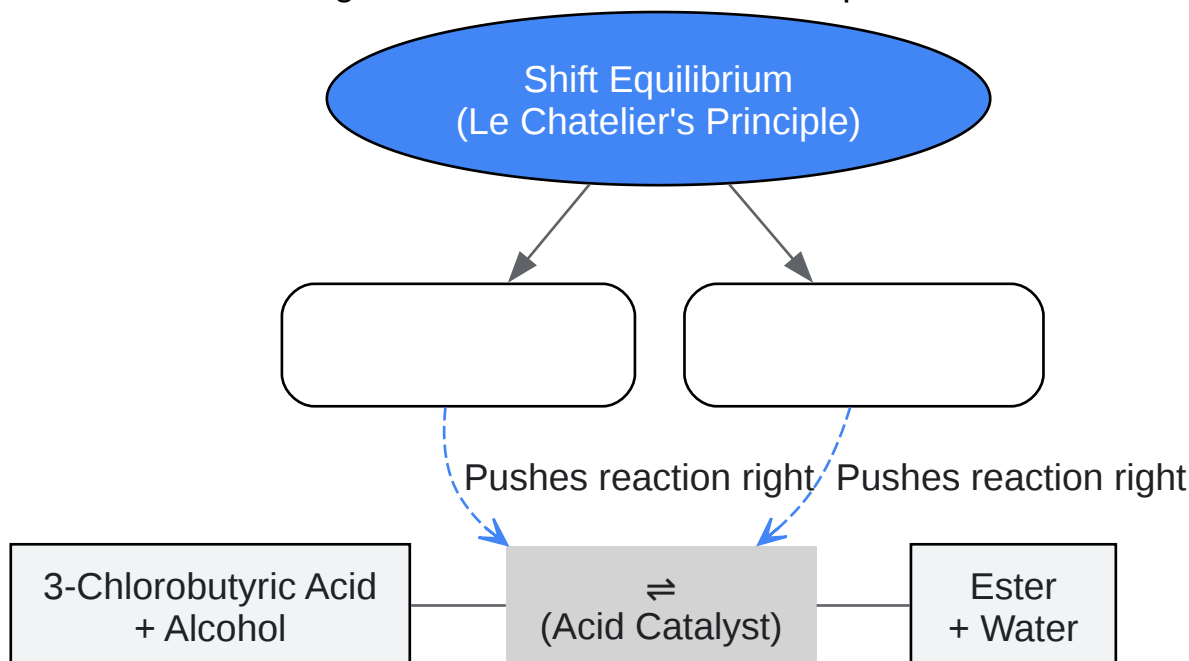 Shift Equilibrium
(Le Chatelier's Principle)
Pushes reaction right
Pushes reaction right
3-Chlorobutyric Acid
+ Alcohol
⇌
(Acid Catalyst)
Ester
+ Water